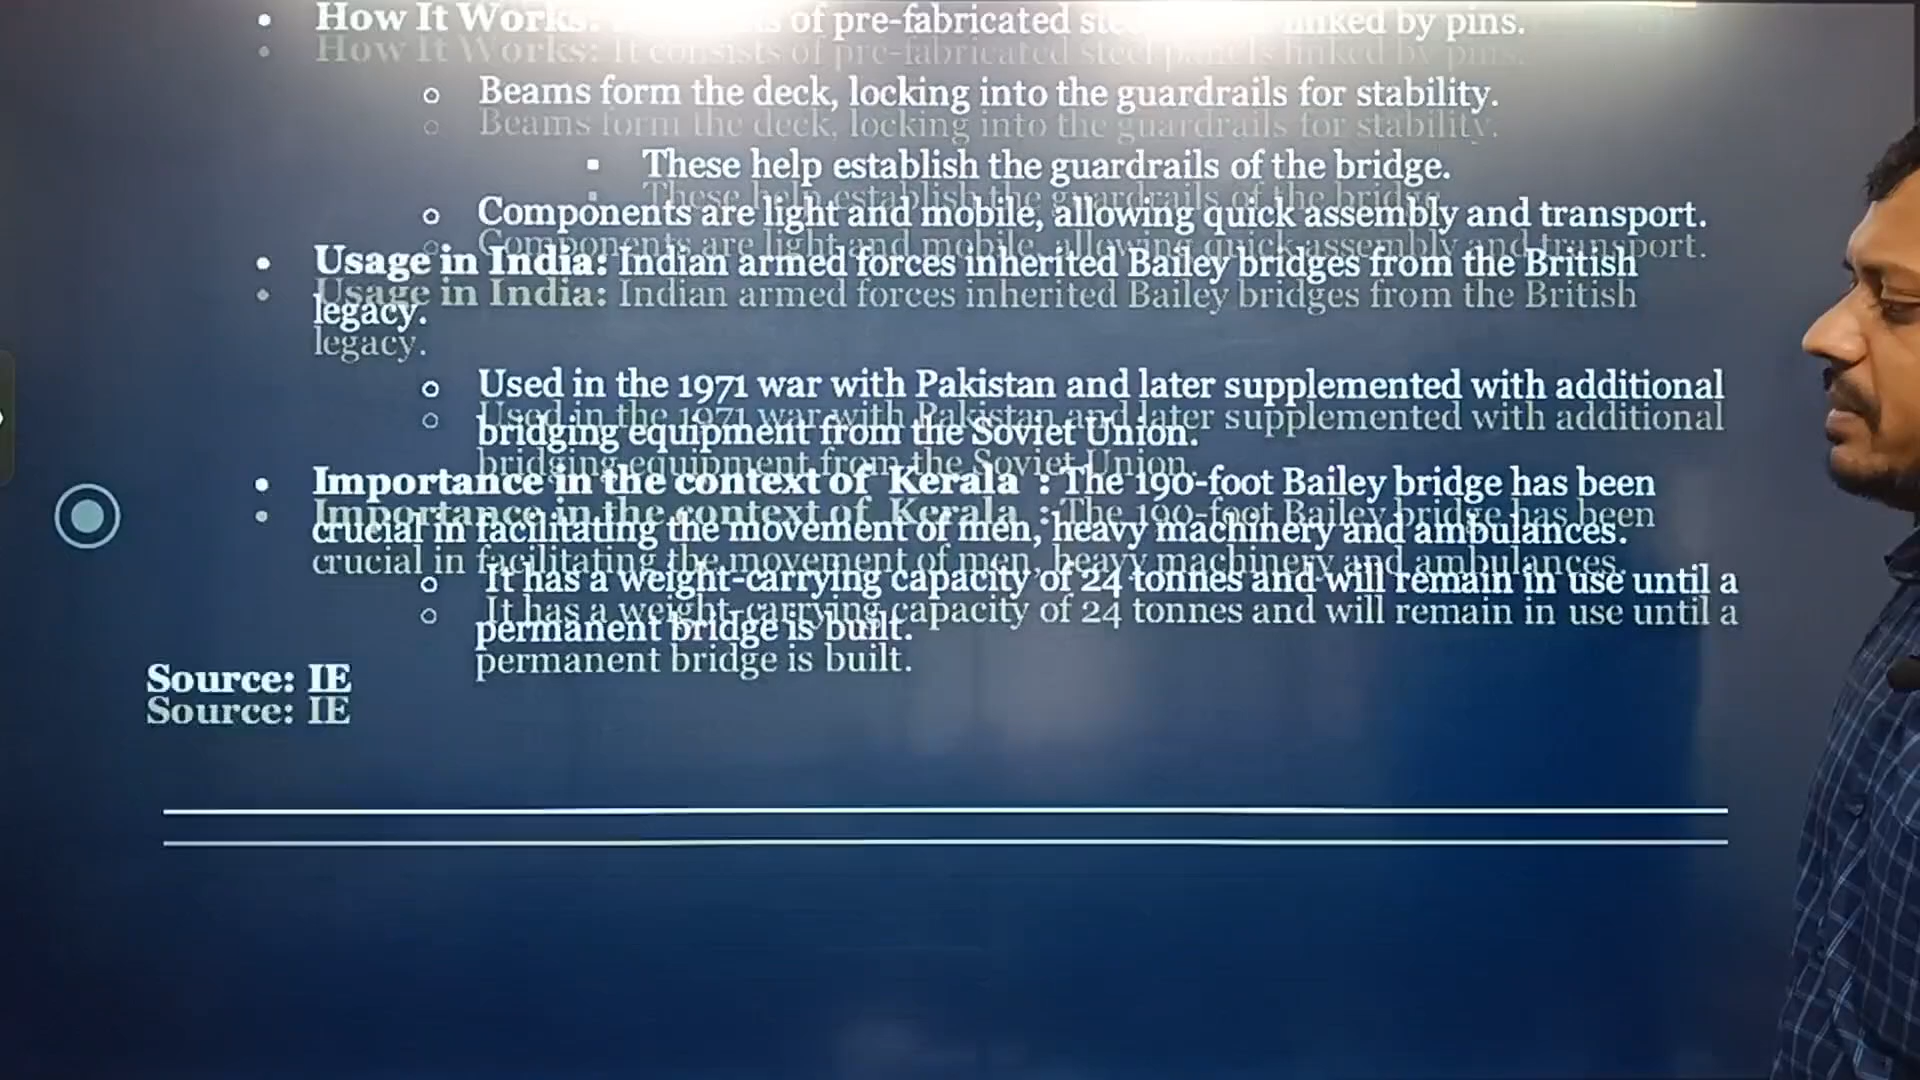 • How It Works: It consists of pre-fabricated steel panels linked by pins.
o Beams form the deck, locking into the guardrails for stability.
▪ These help establish the guardrails of the bridge.
o Components are light and mobile, allowing quick assembly and transport.
• Usage in India: Indian armed forces inherited Bailey bridges from the British
legacy.
o Used in the 1971 war with Pakistan and later supplemented with additional
bridging equipment from the Soviet Union.
• Importance in the context of Kerala : The 190-foot Bailey bridge has been
crucial in facilitating the movement of men, heavy machinery and ambulances.
o It has a weight-carrying capacity of 24 tonnes and will remain in use until a
permanent bridge is built.
Source: IE